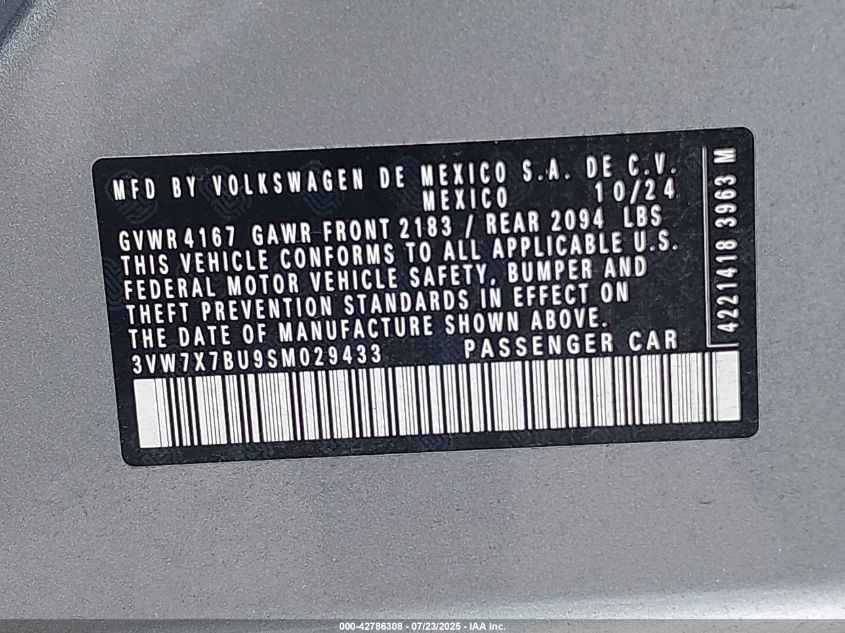 MFD BY VOLKSWAGEN DE MEXICO S.A. DE C.V.
MEXICO 10/24
GVWR 4167 GAWR FRONT 2183 / REAR 2094 LBS
THIS VEHICLE CONFORMS TO ALL APPLICABLE U.S.
FEDERAL MOTOR VEHICLE SAFETY, BUMPER AND
THEFT PREVENTION STANDARDS IN EFFECT ON
THE DATE OF MANUFACTURE SHOWN ABOVE.
3VW7X7BU9SM029433 PASSENGER CAR
4221418 3963 M
000-42786308 - 07/23/2025 - IAA Inc.